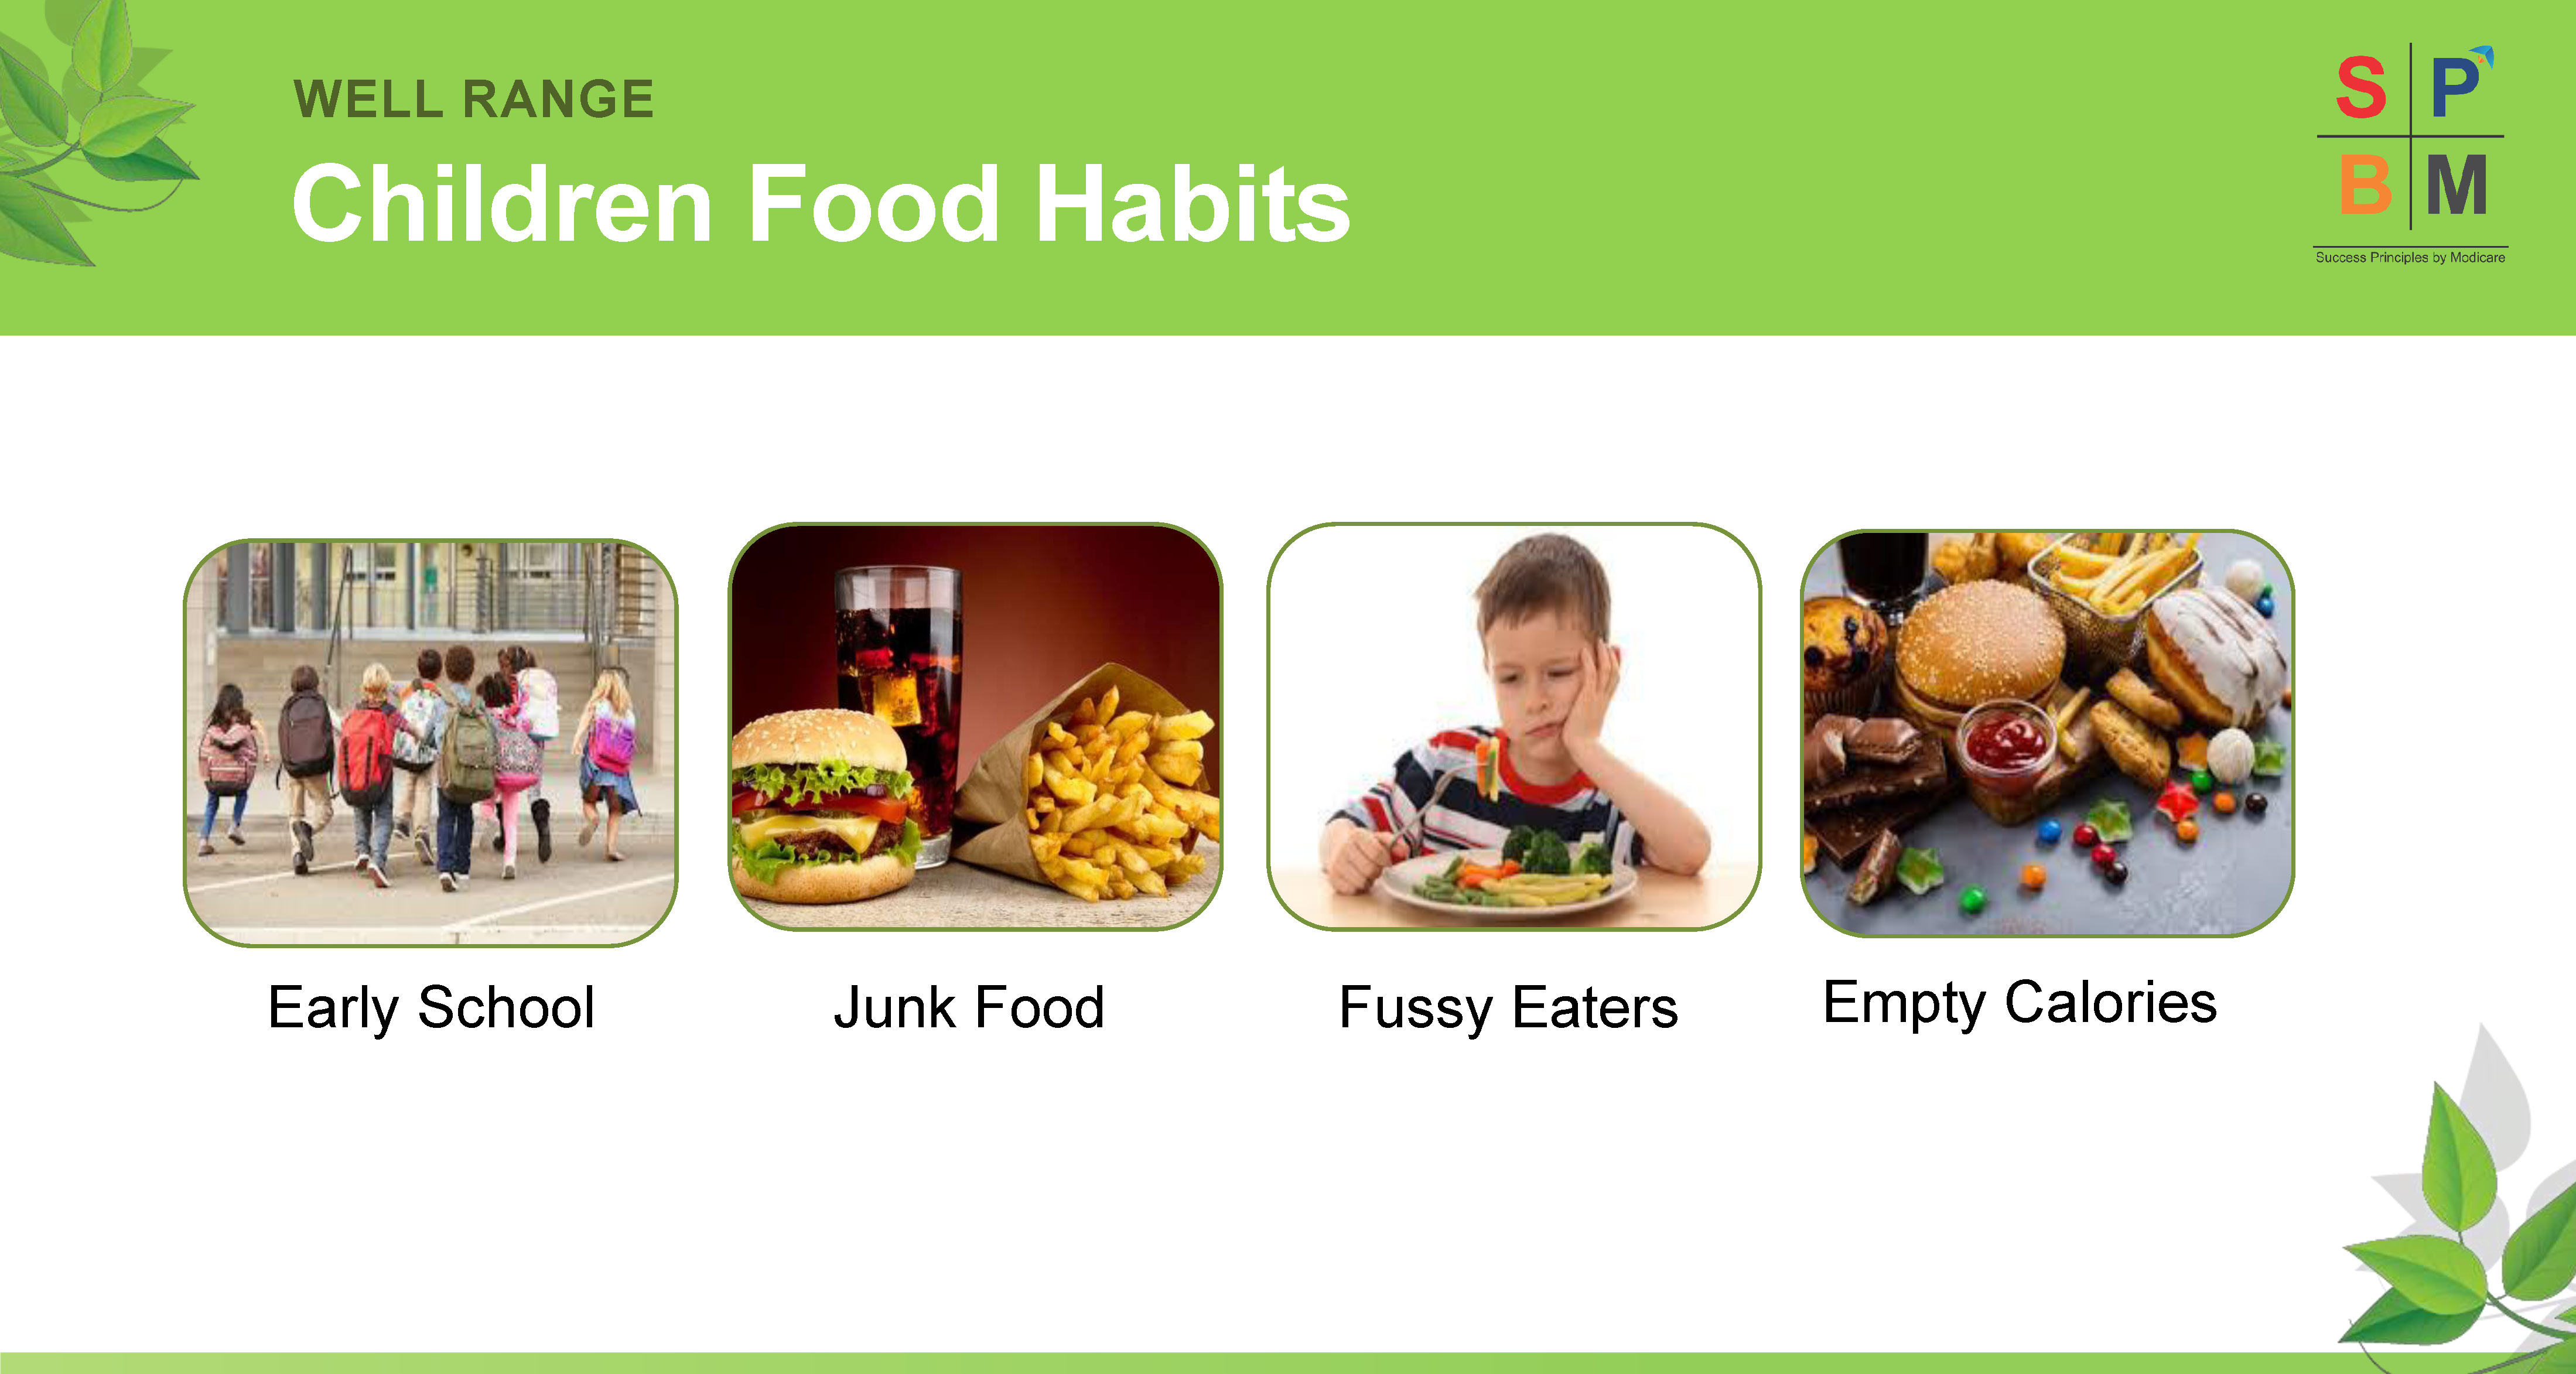 WELL RANGE
Children Food Habits
S P
B M
Success Principles by Modicare
Early School
Junk Food
Fussy Eaters
Empty Calories